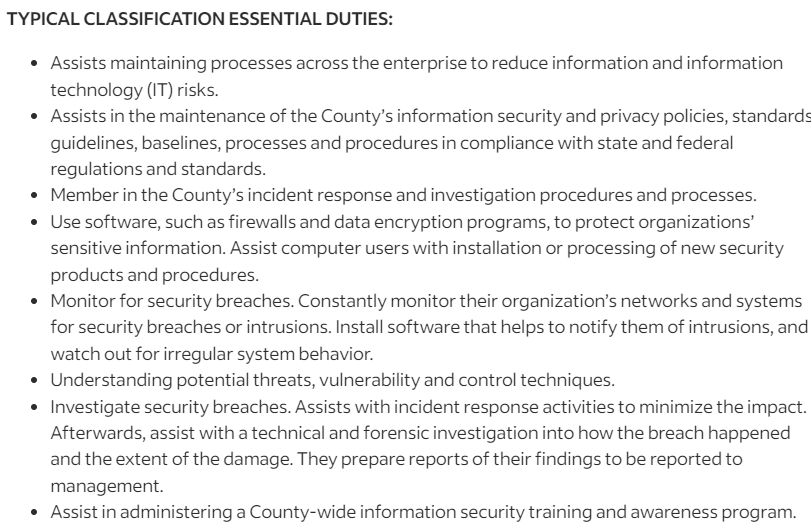 TYPICAL CLASSIFICATION ESSENTIAL DUTIES:
• Assists maintaining processes across the enterprise to reduce information and information
technology (IT) risks.
• Assists in the maintenance of the County's information security and privacy policies, standards
guidelines, baselines, processes and procedures in compliance with state and federal
regulations and standards.
• Member in the County's incident response and investigation procedures and processes.
• Use software, such as firewalls and data encryption programs, to protect organizations'
sensitive information. Assist computer users with installation or processing of new security
products and procedures.
• Monitor for security breaches. Constantly monitor their organization's networks and systems
for security breaches or intrusions. Install software that helps to notify them of intrusions, and
watch out for irregular system behavior.
• Understanding potential threats, vulnerability and control techniques.
• Investigate security breaches. Assists with incident response activities to minimize the impact.
Afterwards, assist with a technical and forensic investigation into how the breach happened
and the extent of the damage. They prepare reports of their findings to be reported to
management.
• Assist in administering a County-wide information security training and awareness program.